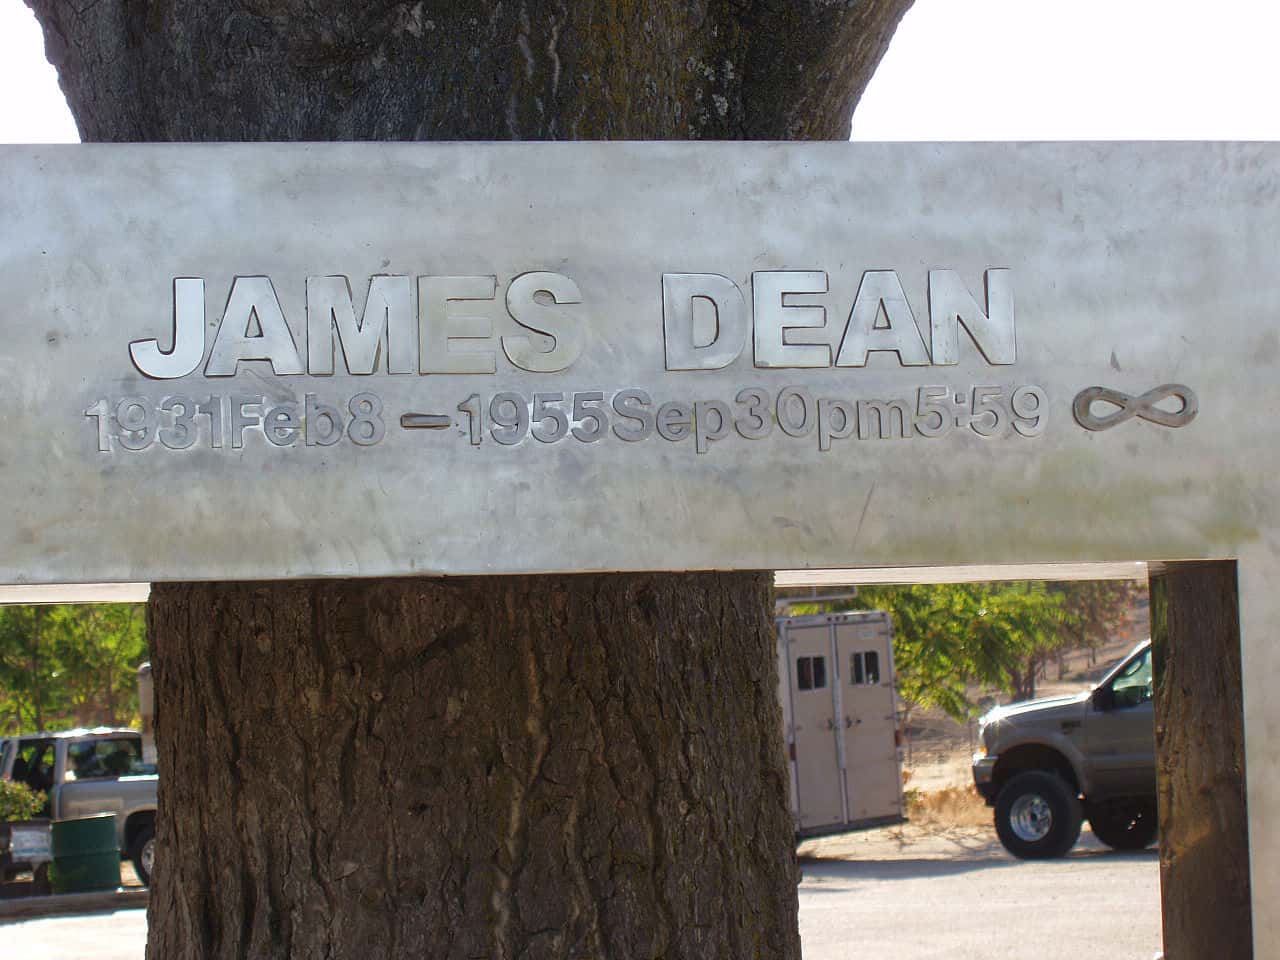 JAMES DEAN
1931Feb8 – 1955Sep30pm5:59 ∞